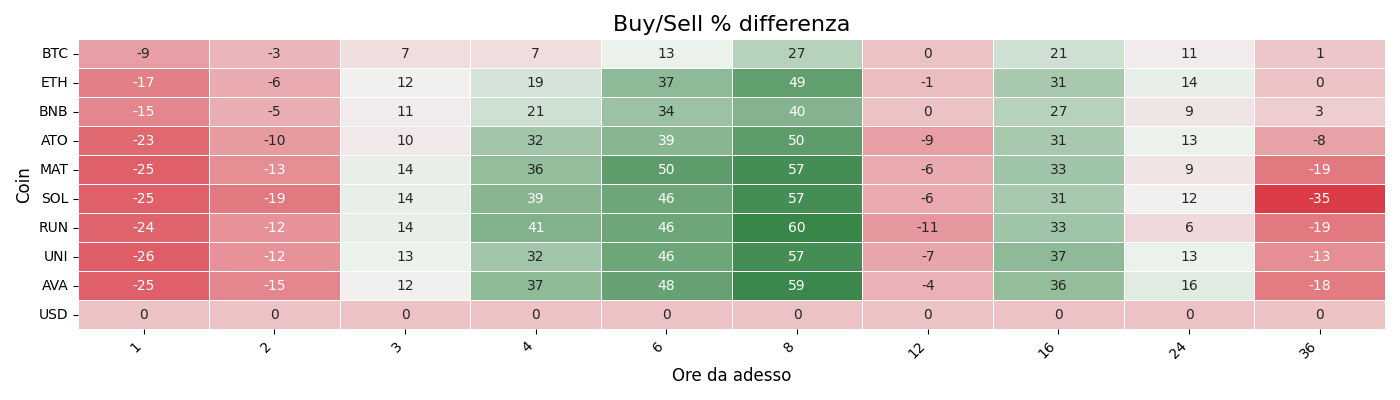 Buy/Sell % differenza
Coin
BTC -9 -3 7 7 13 27 0 21 11 1
ETH -17 -6 12 19 37 49 -1 31 14 0
BNB -15 -5 11 21 34 40 0 27 9 3
ATO -23 -10 10 32 39 50 -9 31 13 -8
MAT -25 -13 14 36 50 57 -6 33 9 -19
SOL -25 -19 14 39 46 57 -6 31 12 -35
RUN -24 -12 14 41 46 60 -11 33 6 -19
UNI -26 -12 13 32 46 57 -7 37 13 -13
AVA -25 -15 12 37 48 59 -4 36 16 -18
USD 0 0 0 0 0 0 0 0 0 0
1 2 3 4 6 8 12 16 24 36
Ore da adesso